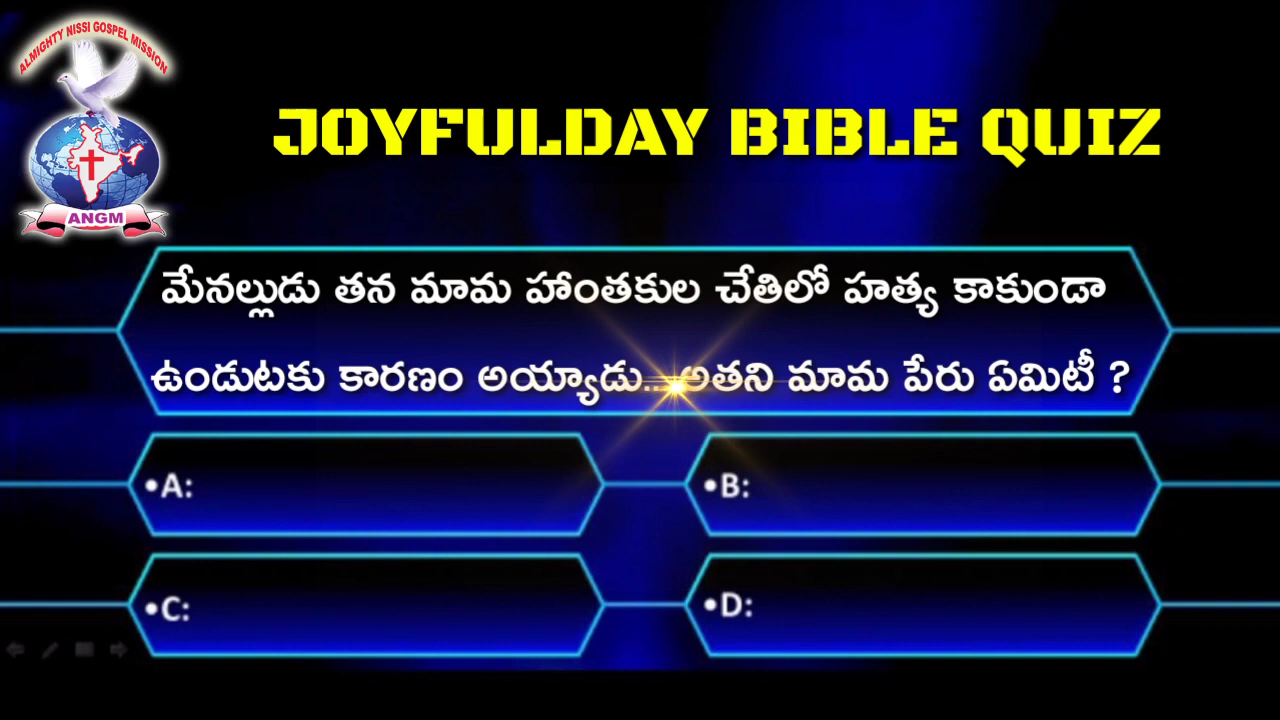 ALMIGHTY NISSI GOSPEL MISSION
ANGM
JOYFULDAY BIBLE QUIZ
మేనల్లుడు తన మామ హంతకుల చేతిలో హత్య కాకుండా
ఉండుటకు కారణం అయ్యాడు... అతని మామ పేరు ఏమిటీ ?
•A:
•B:
•C:
•D: